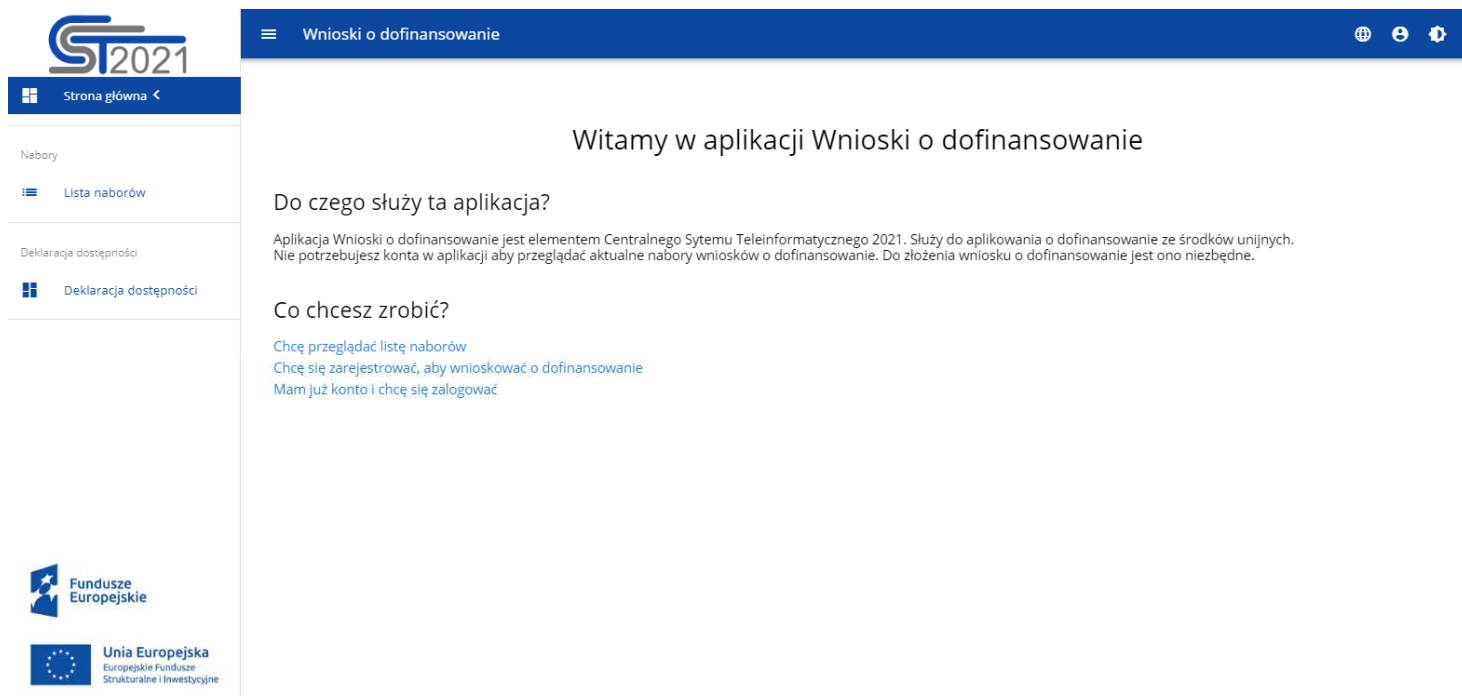 CST2021
Wnioski o dofinansowanie
Strona główna
Nabory
Lista naborów
Deklaracja dostępności
Deklaracja dostępności
Witamy w aplikacji Wnioski o dofinansowanie
Do czego służy ta aplikacja?
Aplikacja Wnioski o dofinansowanie jest elementem Centralnego Sytemu Teleinformatycznego 2021. Służy do aplikowania o dofinansowanie ze środków unijnych.
Nie potrzebujesz konta w aplikacji aby przeglądać aktualne nabory wniosków o dofinansowanie. Do złożenia wniosku o dofinansowanie jest ono niezbędne.
Co chcesz zrobić?
Chcę przeglądać listę naborów
Chcę się zarejestrować, aby wnioskować o dofinansowanie
Mam już konto i chcę się zalogować
Fundusze
Europejskie
Unia Europejska
Europejskie Fundusze
Strukturalne i Inwestycyjne